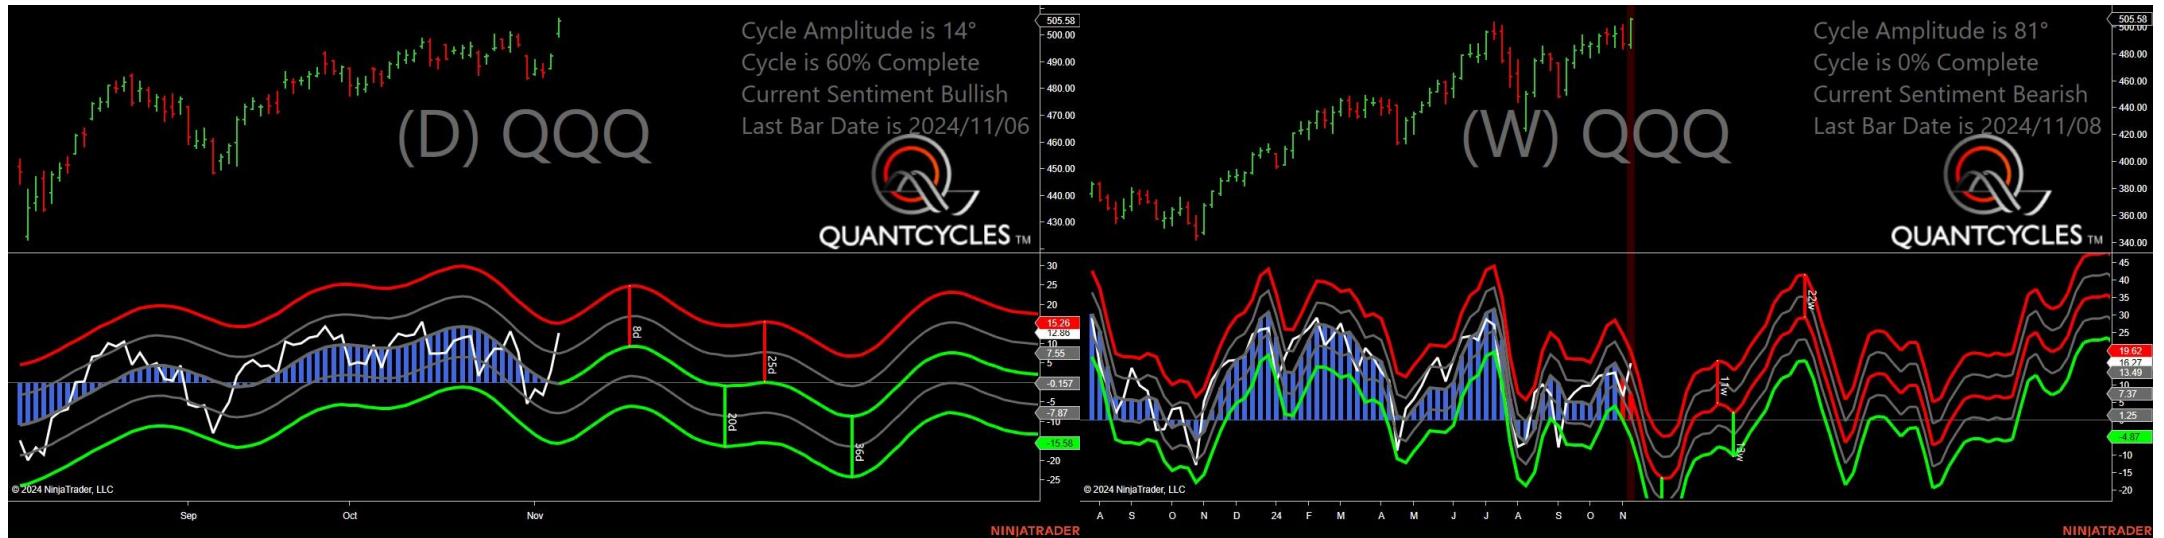 Cycle Amplitude is 14°
Cycle is 60% Complete
Current Sentiment Bullish
Last Bar Date is 2024/11/06
(D) QQQ
QUANTCYCLES TM
505.58
500.00
490.00
480.00
470.00
460.00
450.00
440.00
430.00
30
25
20
15.26
12.86
10
7.55
5
-0.157
-5
-7.87
-10
-15.58
-20
-25
8d
25d
20d
36d
© 2024 NinjaTrader, LLC
Sep Oct Nov
NINJATRADER
Cycle Amplitude is 81°
Cycle is 0% Complete
Current Sentiment Bearish
Last Bar Date is 2024/11/08
(W) QQQ
QUANTCYCLES TM
505.58
500.00
480.00
460.00
440.00
420.00
400.00
380.00
360.00
340.00
45
40
35
30
25
19.62
16.27
13.49
10
7.37
5
1.25
-4.87
-10
-15
-20
11w
22w
© 2024 NinjaTrader, LLC
A S O N D 24 F M A M J J A S O N
NINJATRADER